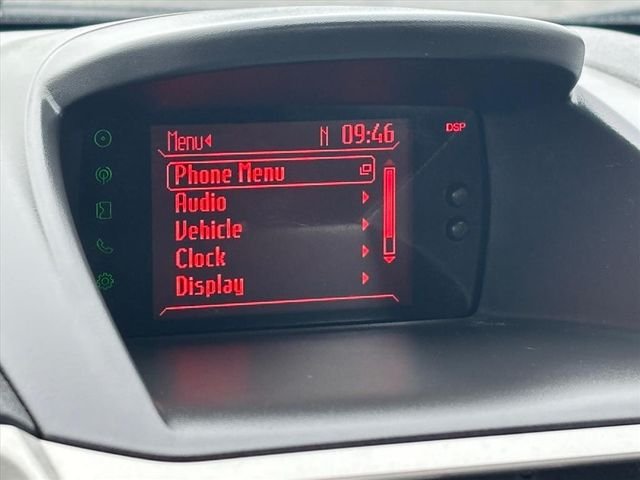 Menu N 09:46 DSP
Phone Menu
Audio
Vehicle
Clock
Display